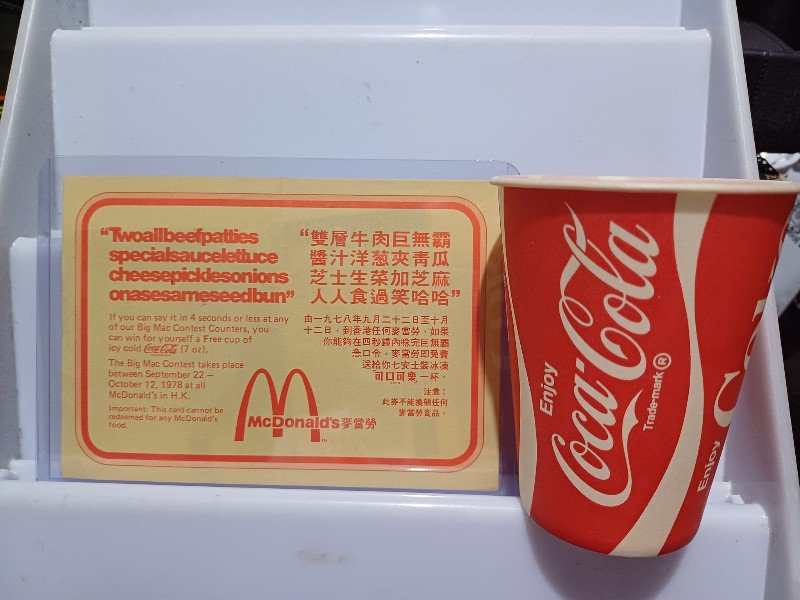 “Twoallbeefpatties
specialsaucelettuce
cheesepicklesonions
onasesameseedbun”
If you can say it in 4 seconds or less at any
of our Big Mac Contest Counters, you
can win for yourself a Free cup of
icy cold Coca-Cola (7 oz).
The Big Mac Contest takes place
between September 22 –
October 12, 1978 at all
McDonald's in H.K.
Important: This card cannot be
redeemed for any McDonald's
food.
“雙層牛肉巨無霸
醬汁洋葱夾青瓜
芝士生菜加芝麻
人人食過笑哈哈”
由一九七八年九月二十二日至十月
十二日，到香港任何麥當勞，如果
你能夠在四秒鐘內唸完巨無霸
急口令，麥當勞即免費
送給你七安士裝冰凍
可口可樂一杯。
注意：
此券不能換領任何
麥當勞食品。
McDonald's麥當勞
TM
Enjoy
Coca-Cola
Trade-mark®
Enjoy